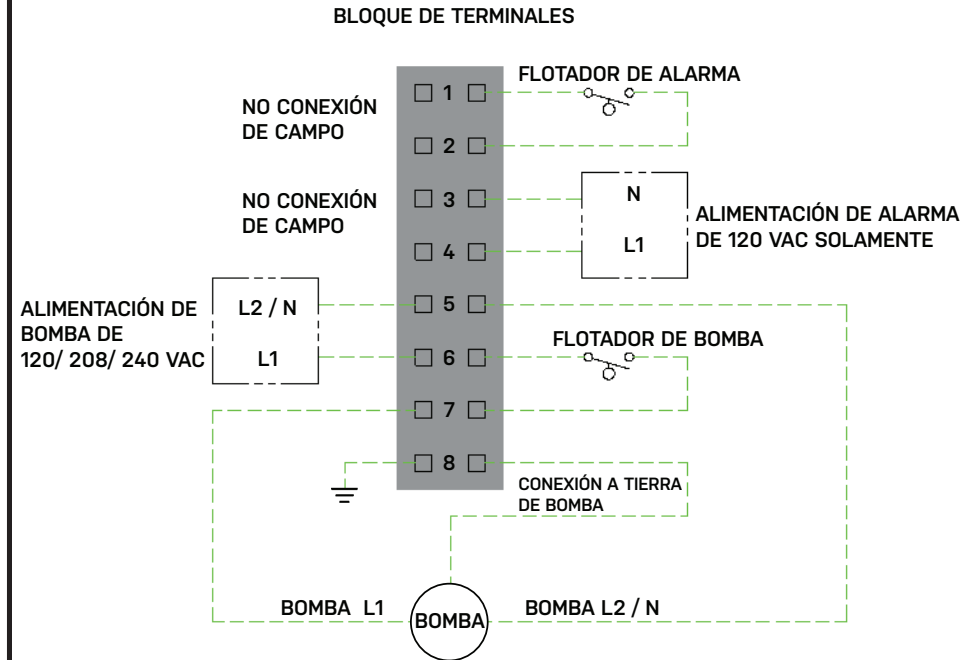 BLOQUE DE TERMINALES
FLOTADOR DE ALARMA
NO CONEXIÓN
DE CAMPO
1
2
NO CONEXIÓN
DE CAMPO
3
4
N
L1
ALIMENTACIÓN DE ALARMA
DE 120 VAC SOLAMENTE
ALIMENTACIÓN DE
BOMBA DE
120/ 208/ 240 VAC
L2 / N
L1
5
6
FLOTADOR DE BOMBA
7
8
CONEXIÓN A TIERRA
DE BOMBA
BOMBA L1
BOMBA
BOMBA L2 / N